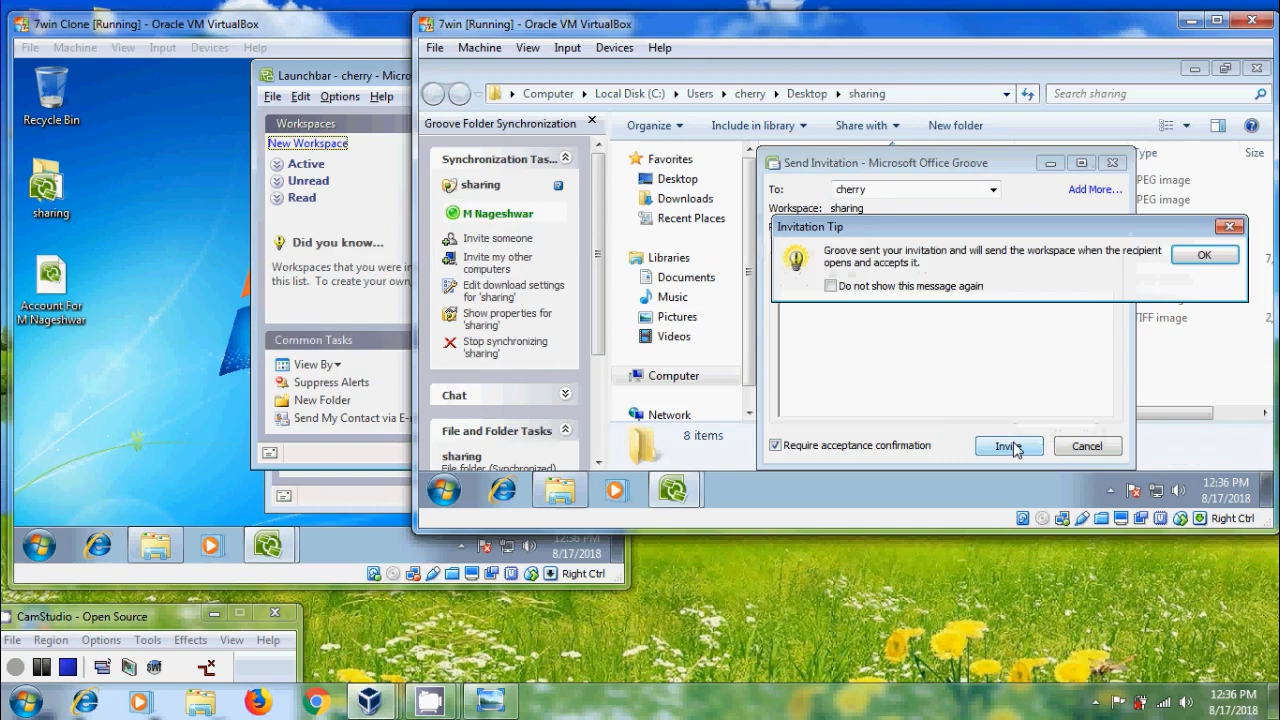 7win Clone [Running] - Oracle VM VirtualBox
File Machine View Input Devices Help
Recycle Bin
sharing
Account For
M Nageshwar
Launchbar - cherry - Micro
File Edit Options Help
Workspaces
New Workspace
Active
Unread
Read
Did you know...
Workspaces that you were in
this list. To create your own,
Common Tasks
View By
Suppress Alerts
New Folder
Send My Contact via E-
12:36 PM
8/17/2018
Right Ctrl
7win [Running] - Oracle VM VirtualBox
File Machine View Input Devices Help
Computer Local Disk (C:) Users cherry Desktop sharing
Search sharing
Groove Folder Synchronization
Organize Include in library Share with New folder
Synchronization Tas...
sharing
M Nageshwar
Invite someone
Invite my other
computers
Edit download settings
for 'sharing'
Show properties for
'sharing'
Stop synchronizing
'sharing'
Chat
File and Folder Tasks
sharing
File folder (Synchronized)
Favorites
Desktop
Downloads
Recent Places
Libraries
Documents
Music
Pictures
Videos
Computer
Network
8 items
Type Size
PEG image
PEG image
TIFF image
Send Invitation - Microsoft Office Groove
To: cherry Add More...
Workspace: sharing
Invitation Tip
Groove sent your invitation and will send the workspace when the recipient
opens and accepts it.
OK
Do not show this message again
Require acceptance confirmation
Invite Cancel
12:36 PM
8/17/2018
Right Ctrl
CamStudio - Open Source
File Region Options Tools Effects View Help
12:36 PM
8/17/2018